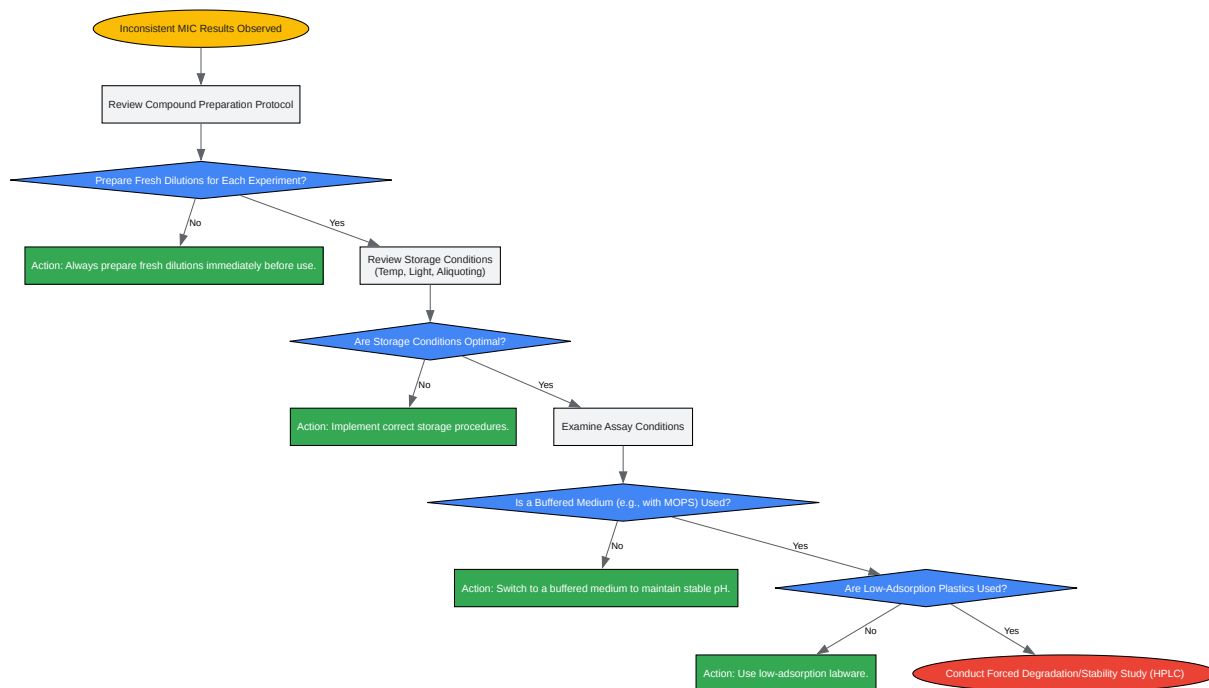 Inconsistent MIC Results Observed
Review Compound Preparation Protocol
Prepare Fresh Dilutions for Each Experiment?
No
Yes
Action: Always prepare fresh dilutions immediately before use.
Review Storage Conditions
(Temp, Light, Aliquoting)
Are Storage Conditions Optimal?
No
Yes
Action: Implement correct storage procedures.
Examine Assay Conditions
Is a Buffered Medium (e.g., with MOPS) Used?
No
Yes
Action: Switch to a buffered medium to maintain stable pH.
Are Low-Adsorption Plastics Used?
No
Yes
Action: Use low-adsorption labware.
Conduct Forced Degradation/Stability Study (HPLC)